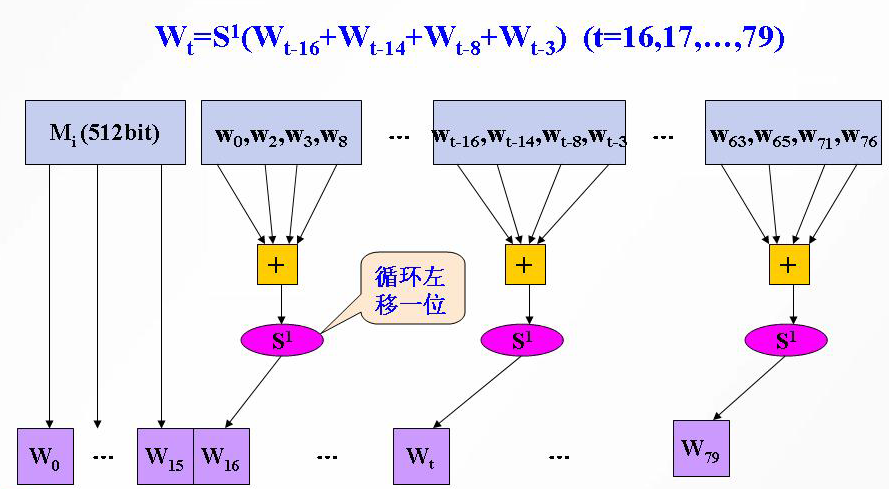 Wt=S1(Wt-16+Wt-14+Wt-8+Wt-3) (t=16,17,…,79)
Mi (512bit)
w0,w2,w3,w8
...
wt-16,wt-14,wt-8,wt-3
...
w63,w65,w71,w76
+
+
+
循环左
移一位
S1
S1
S1
W0
...
W15
W16
...
Wt
...
W79